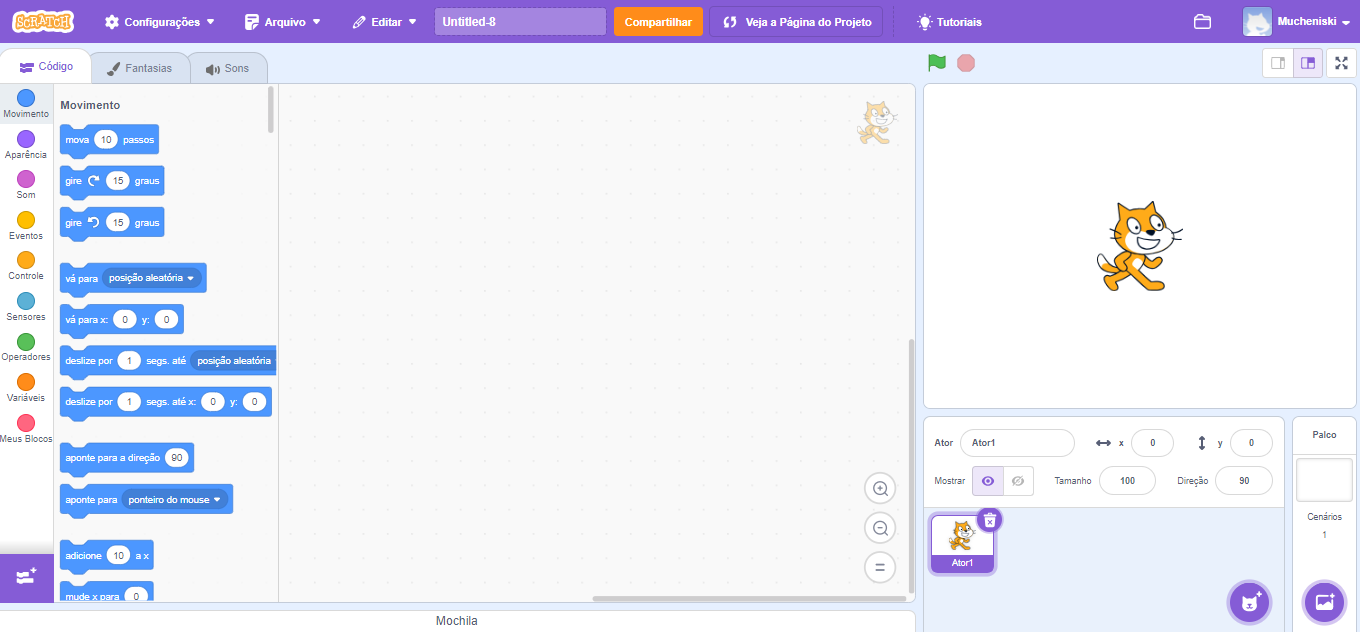 SCRATCH
Configurações
Arquivo
Editar
Untitled-8
Compartilhar
Veja a Página do Projeto
Tutoriais
Mucheniski
Código
Fantasias
Sons
Movimento
Aparência
Som
Eventos
Controle
Sensores
Operadores
Variáveis
Meus Blocos
Movimento
mova 10 passos
gire 15 graus
gire 15 graus
vá para posição aleatória
vá para x: 0 y: 0
deslize por 1 segs. até posição aleatória
deslize por 1 segs. até x: 0 y: 0
aponte para a direção 90
aponte para ponteiro do mouse
adicione 10 a x
mude x para 0
Mochila
Ator Ator1 x 0 y 0
Mostrar Tamanho 100 Direção 90
Ator1
Palco
Cenários
1